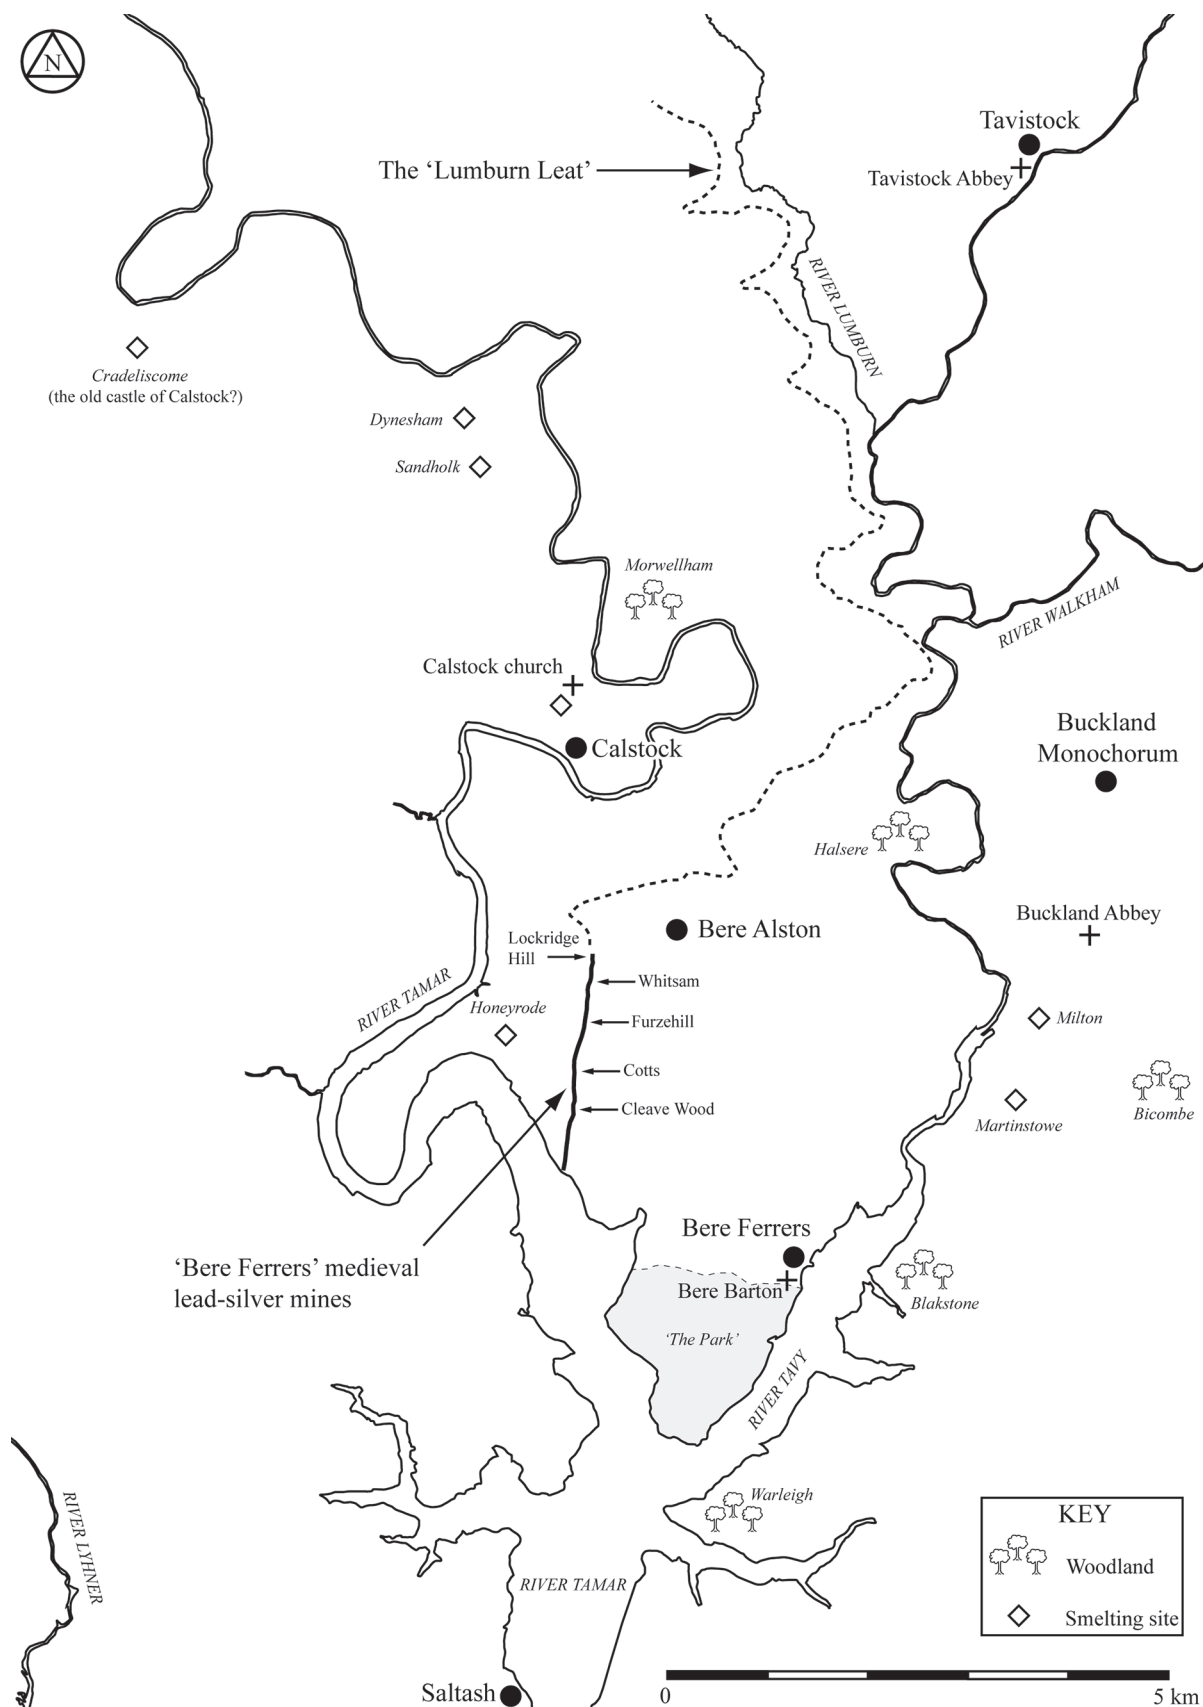 N
Tavistock
Tavistock Abbey
The ‘Lumburn Leat’
RIVER LUMBURN
Cradeliscome
(the old castle of Calstock?)
Dynesham
Sandholk
Morwellham
RIVER WALKHAM
Calstock church
Calstock
Buckland
Monochorum
Halsere
Buckland Abbey
Bere Alston
Lockridge
Hill
Whitsam
RIVER TAMAR
Honeyrode
Furzehill
Milton
Cotts
Cleave Wood
Martinstowe
Bicombe
Bere Ferrers
‘Bere Ferrers’ medieval
lead-silver mines
Bere Barton
Blakstone
‘The Park’
RIVER TAVY
Warleigh
RIVER LYHNER
RIVER TAMAR
KEY
Woodland
Smelting site
Saltash
0
5 km